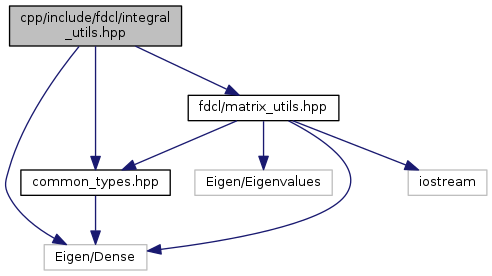 cpp/include/fdcl/integral
_utils.hpp
fdcl/matrix_utils.hpp
common_types.hpp
Eigen/Eigenvalues
iostream
Eigen/Dense